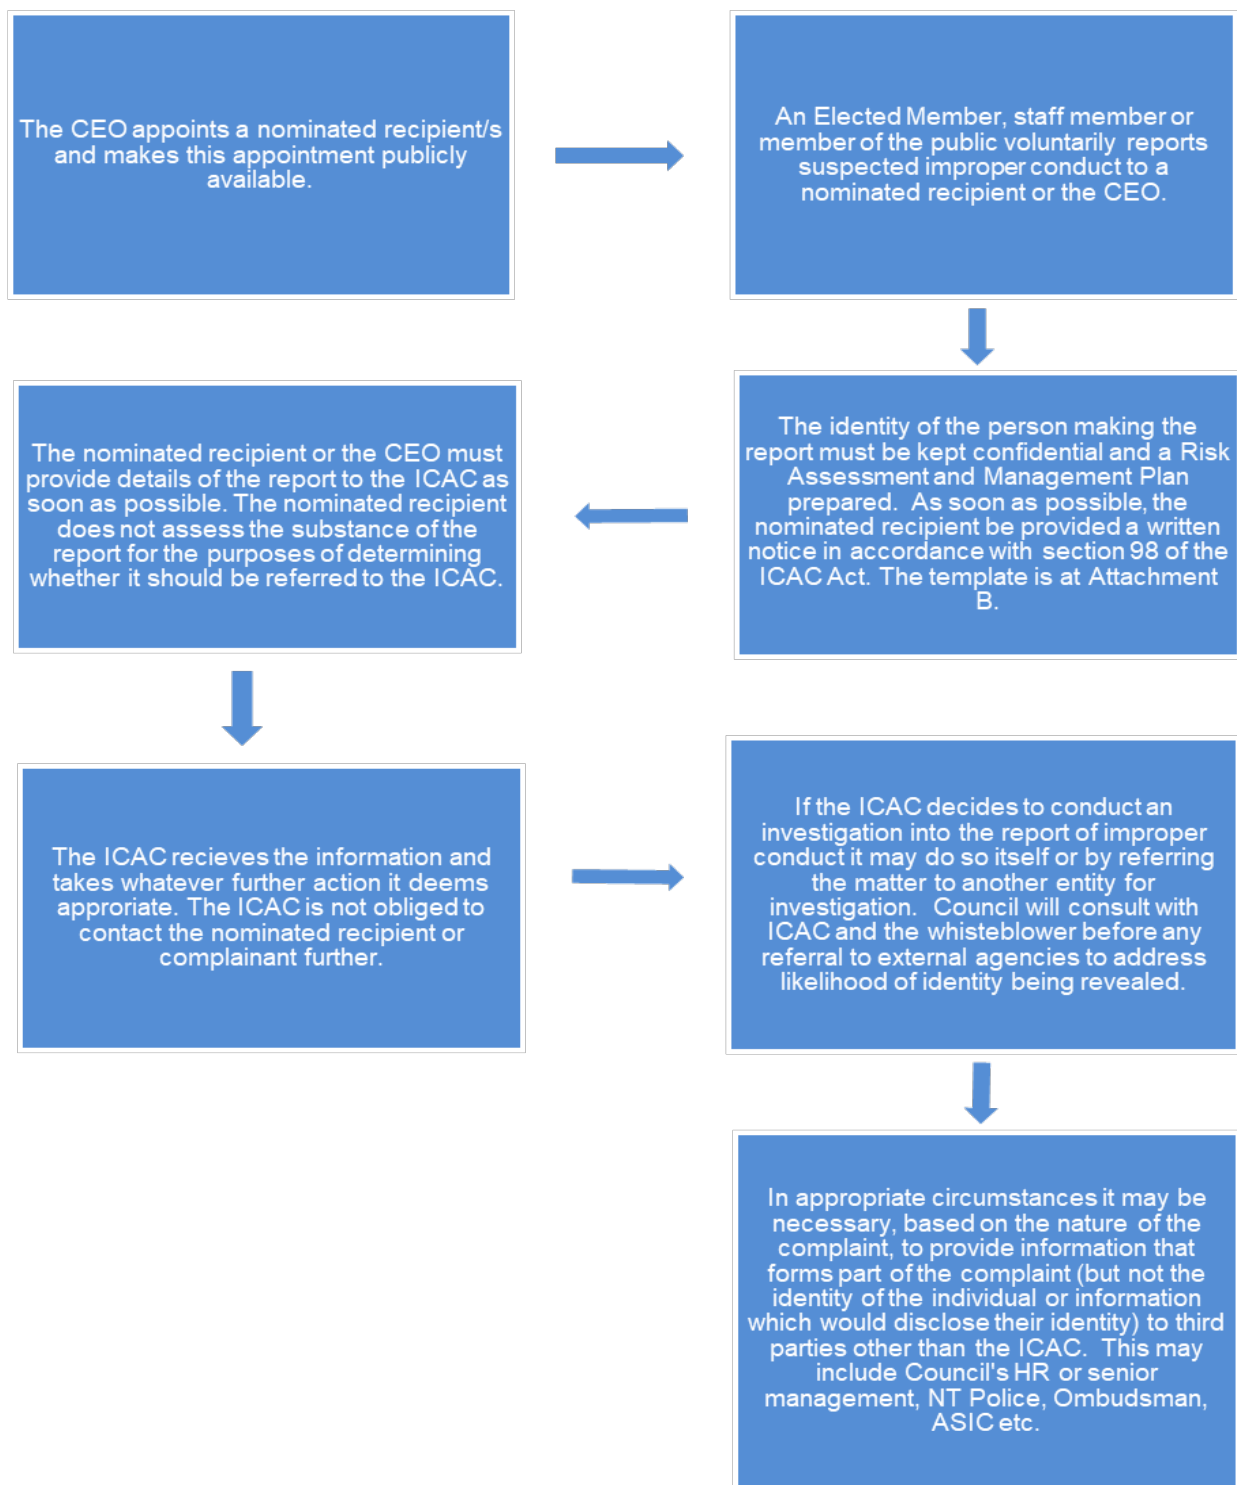 The CEO appoints a nominated recipient/s
and makes this appointment publicly
available.
An Elected Member, staff member or
member of the public voluntarily reports
suspected improper conduct to a
nominated recipient or the CEO.
The identity of the person making the
report must be kept confidential and a Risk
Assessment and Management Plan
prepared. As soon as possible, the
nominated recipient be provided a written
notice in accordance with section 98 of the
ICAC Act. The template is at Attachment
B.
The nominated recipient or the CEO must
provide details of the report to the ICAC as
soon as possible. The nominated recipient
does not assess the substance of the
report for the purposes of determining
whether it should be referred to the ICAC.
The ICAC recieves the information and
takes whatever further action it deems
approriate. The ICAC is not obliged to
contact the nominated recipient or
complainant further.
If the ICAC decides to conduct an
investigation into the report of improper
conduct it may do so itself or by referring
the matter to another entity for
investigation. Council will consult with
ICAC and the whisteblower before any
referral to external agencies to address
likelihood of identity being revealed.
In appropriate circumstances it may be
necessary, based on the nature of the
complaint, to provide information that
forms part of the complaint (but not the
identity of the individual or information
which would disclose their identity) to third
parties other than the ICAC. This may
include Council's HR or senior
management, NT Police, Ombudsman,
ASIC etc.